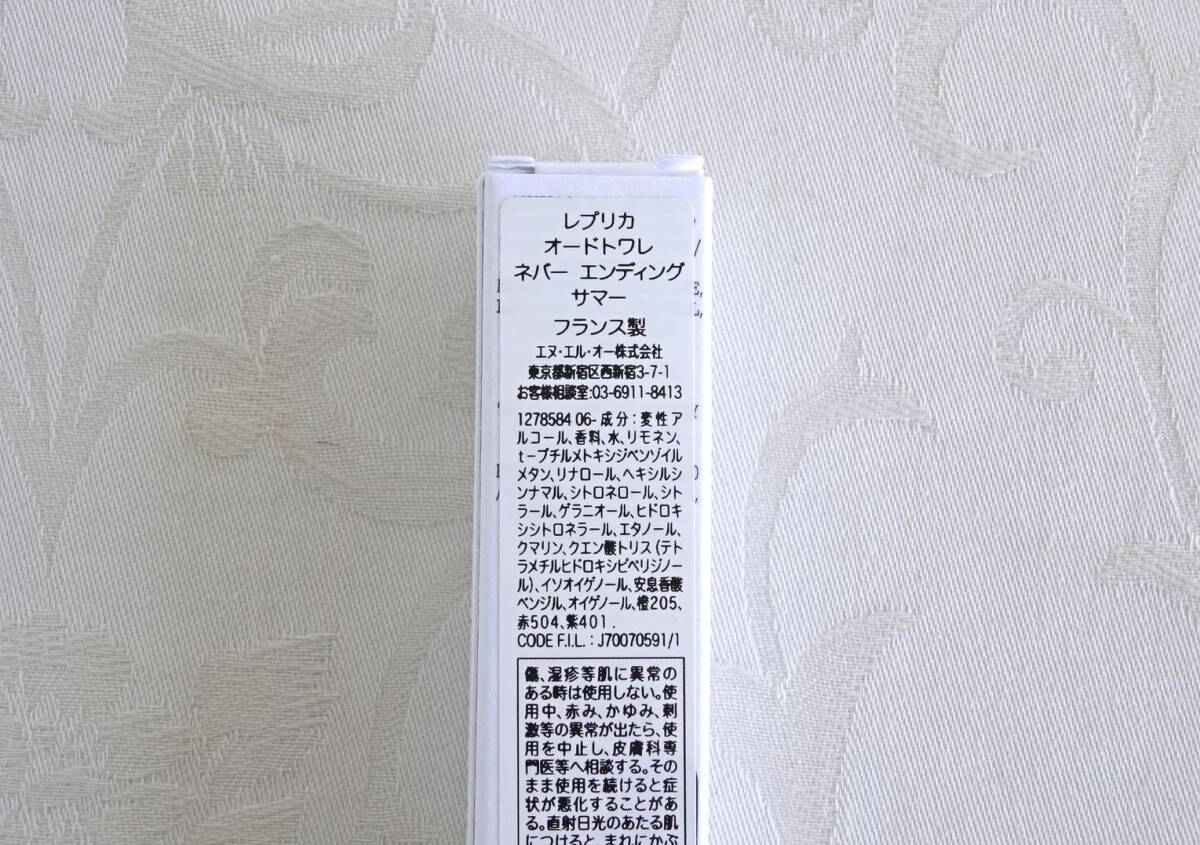 レプリカ
オードトワレ
ネバー エンディング
サマー
フランス製
エヌ・エル・オー株式会社
東京都新宿区西新宿3-7-1
お客様相談室:03-6911-8413
1278584 06-成分:変性ア
ルコール、香料、水、リモネン、
t-ブチルメトキシジベンゾイル
メタン、リナロール、ヘキシルシ
ンナマル、シトロネロール、シト
ラール、ゲラニオール、ヒドロキ
シシトロネラール、エタノール、
クマリン、クエン酸トリス(テト
ラメチルヒドロキシピペリジノー
ル)、イソオイゲノール、安息香酸
ベンジル、オイゲノール、橙205、
赤504、紫401.
CODE F.I.L. : J70070591/1
傷、湿疹等肌に異常の
ある時は使用しない。使
用中、赤み、かゆみ、刺
激等の異常が出たら、使
用を中止し、皮膚科専
門医等へ相談する。その
まま使用を続けると症
状が悪化することがあ
る。直射日光のあたる肌
につけると、まれにかぶ